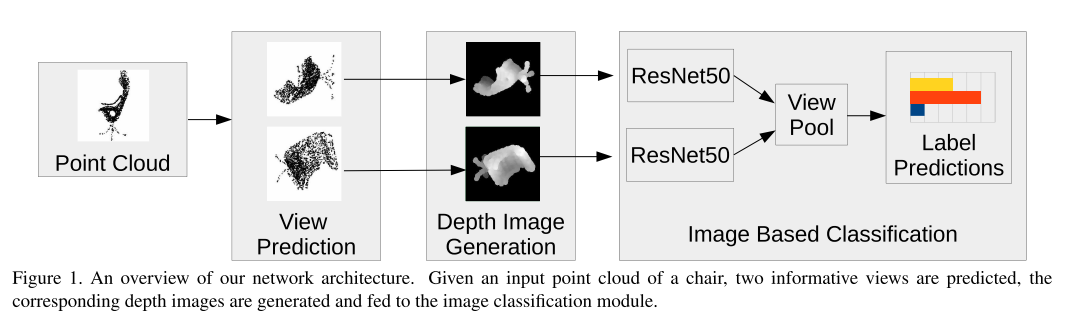 Point Cloud
View
Prediction
Depth Image
Generation
ResNet50
ResNet50
View
Pool
Label
Predictions
Image Based Classification
Figure 1. An overview of our network architecture. Given an input point cloud of a chair, two informative views are predicted, the
corresponding depth images are generated and fed to the image classification module.